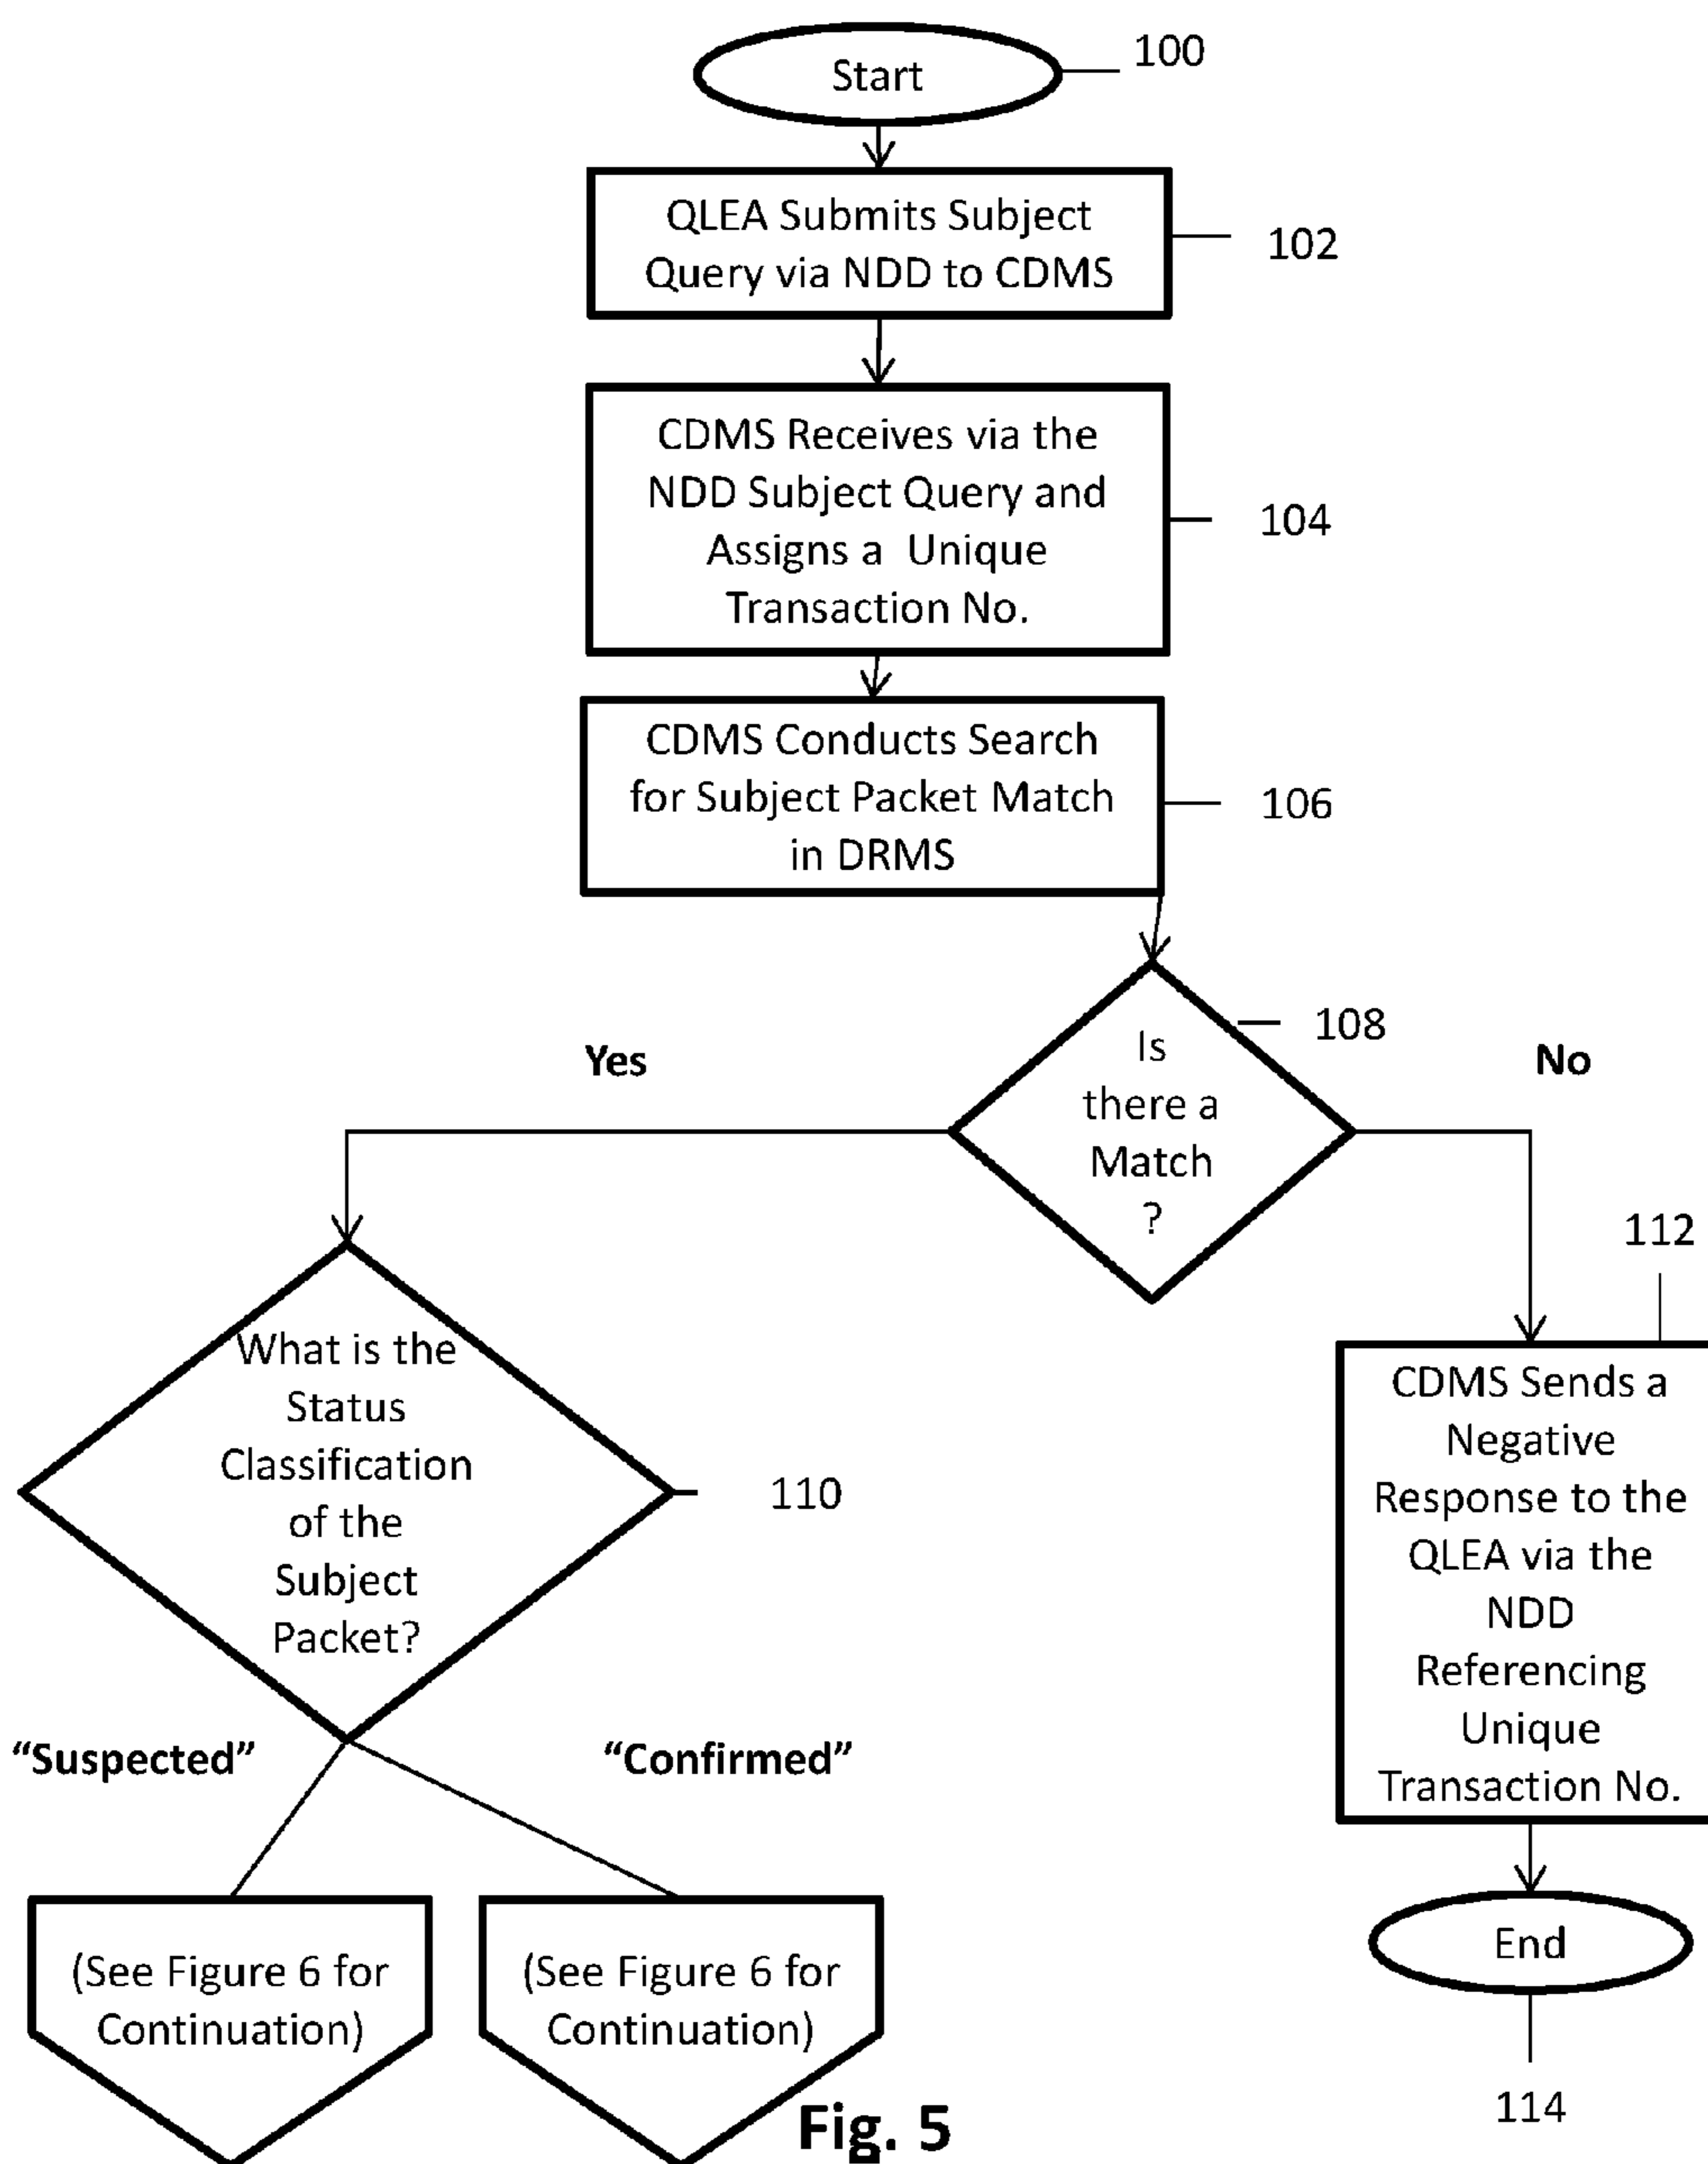 Start
100
QLEA Submits Subject
Query via NDD to CDMS
102
CDMS Receives via the
NDD Subject Query and
Assigns a Unique
Transaction No.
104
CDMS Conducts Search
for Subject Packet Match
in DRMS
106
Is
there a
Match
?
108
Yes
No
What is the
Status
Classification
of the
Subject
Packet?
110
112
CDMS Sends a
Negative
Response to the
QLEA via the
NDD
Referencing
Unique
Transaction No.
“Suspected”
“Confirmed”
(See Figure 6 for
Continuation)
(See Figure 6 for
Continuation)
End
114
Fig. 5